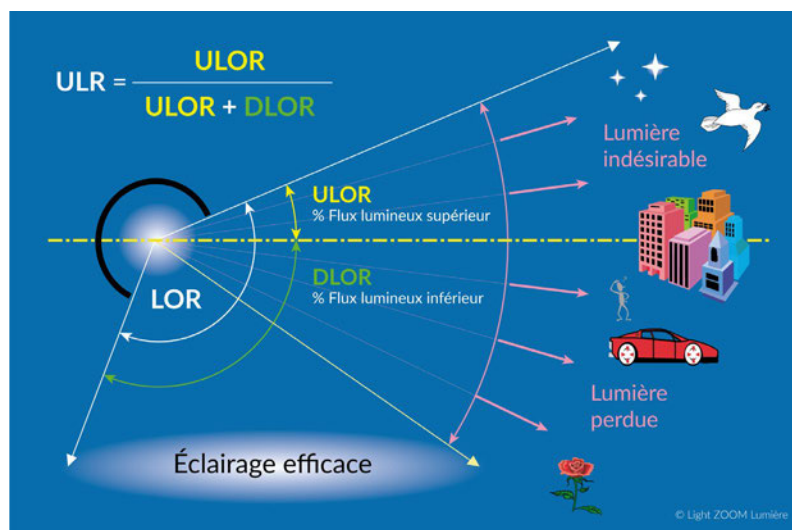 ULR = ULOR
ULOR + DLOR
Lumière
indésirable
ULOR
% Flux lumineux supérieur
DLOR
% Flux lumineux inférieur
LOR
Lumière
perdue
Éclairage efficace
© Light ZOOM Lumière